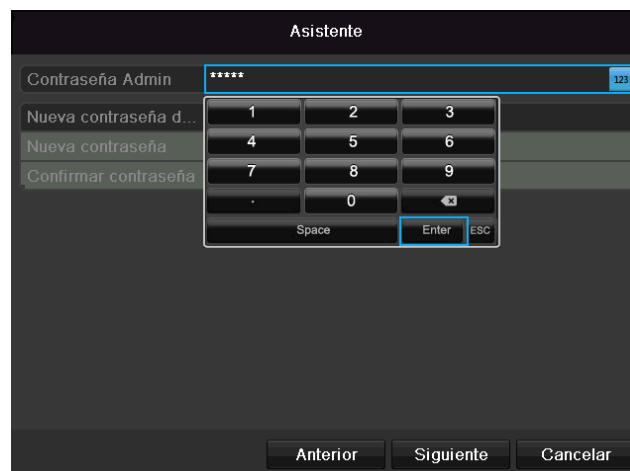 Asistente
Contraseña Admin *****
123
Nueva contraseña d...
Nueva contraseña
Confirmar contraseña
1 2 3
4 5 6
7 8 9
. 0
Space Enter ESC
Anterior Siguiente Cancelar